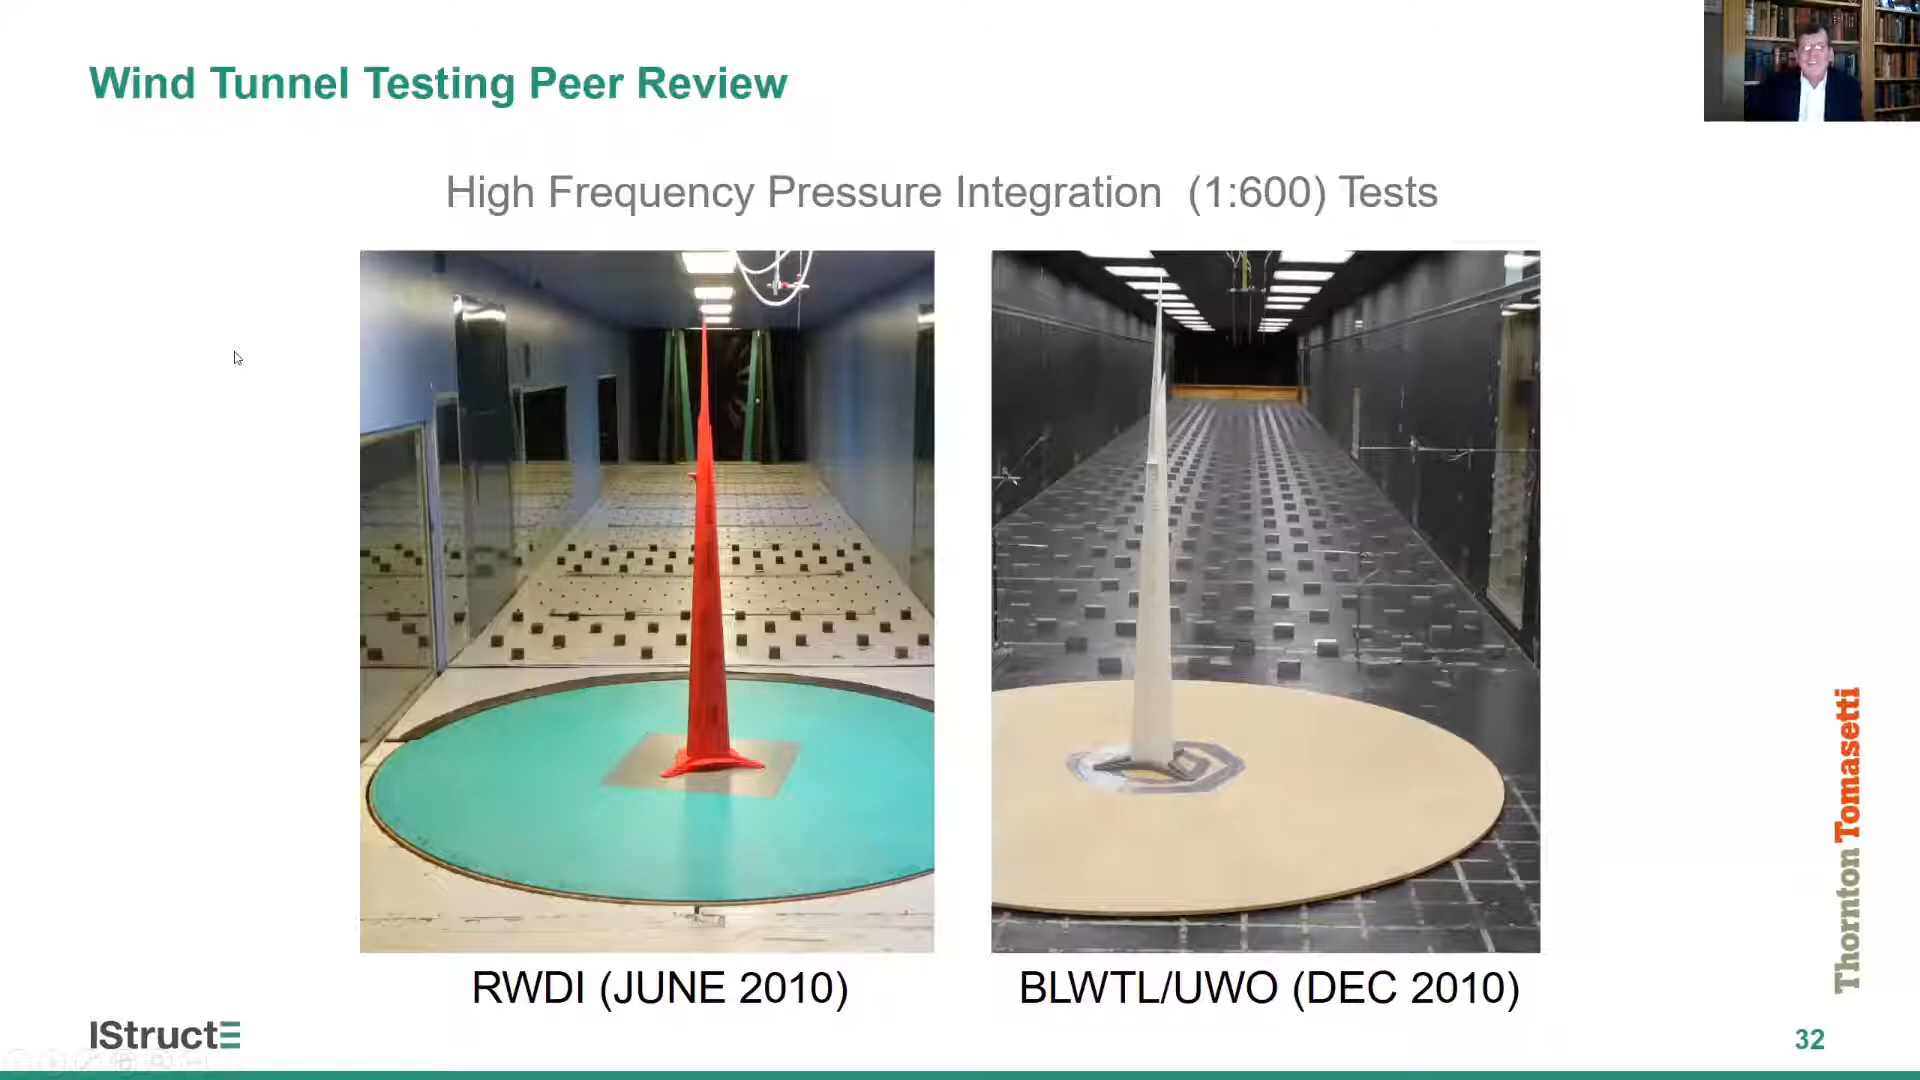 Wind Tunnel Testing Peer Review
High Frequency Pressure Integration (1:600) Tests
RWDI (JUNE 2010)
BLWTL/UWO (DEC 2010)
Thornton Tomasetti
IStructE
32